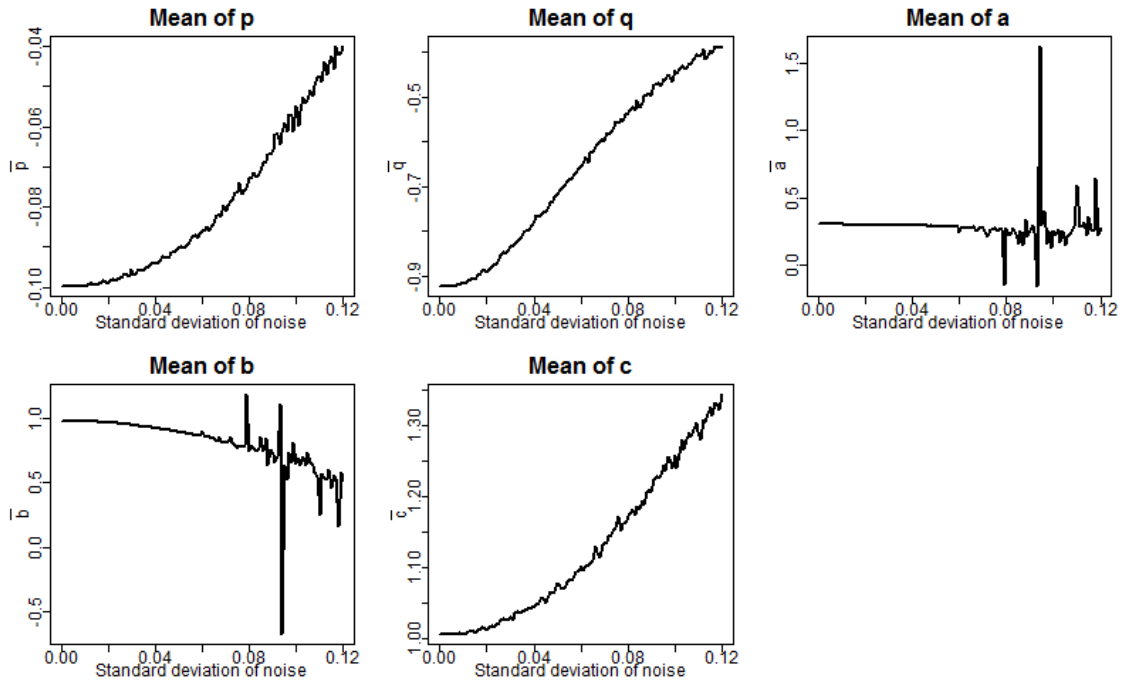 Mean of p
Mean of q
Mean of a
-0.04
-0.06
-0.08
-0.10
p
0.00 0.04 0.08 0.12
Standard deviation of noise
-0.5
-0.7
-0.9
q
0.00 0.04 0.08 0.12
Standard deviation of noise
1.5
1.0
0.5
0.0
a
0.00 0.04 0.08 0.12
Standard deviation of noise
Mean of b
Mean of c
1.0
0.5
0.0
-0.5
b
0.00 0.04 0.08 0.12
Standard deviation of noise
1.30
1.20
1.10
1.00
c
0.00 0.04 0.08 0.12
Standard deviation of noise